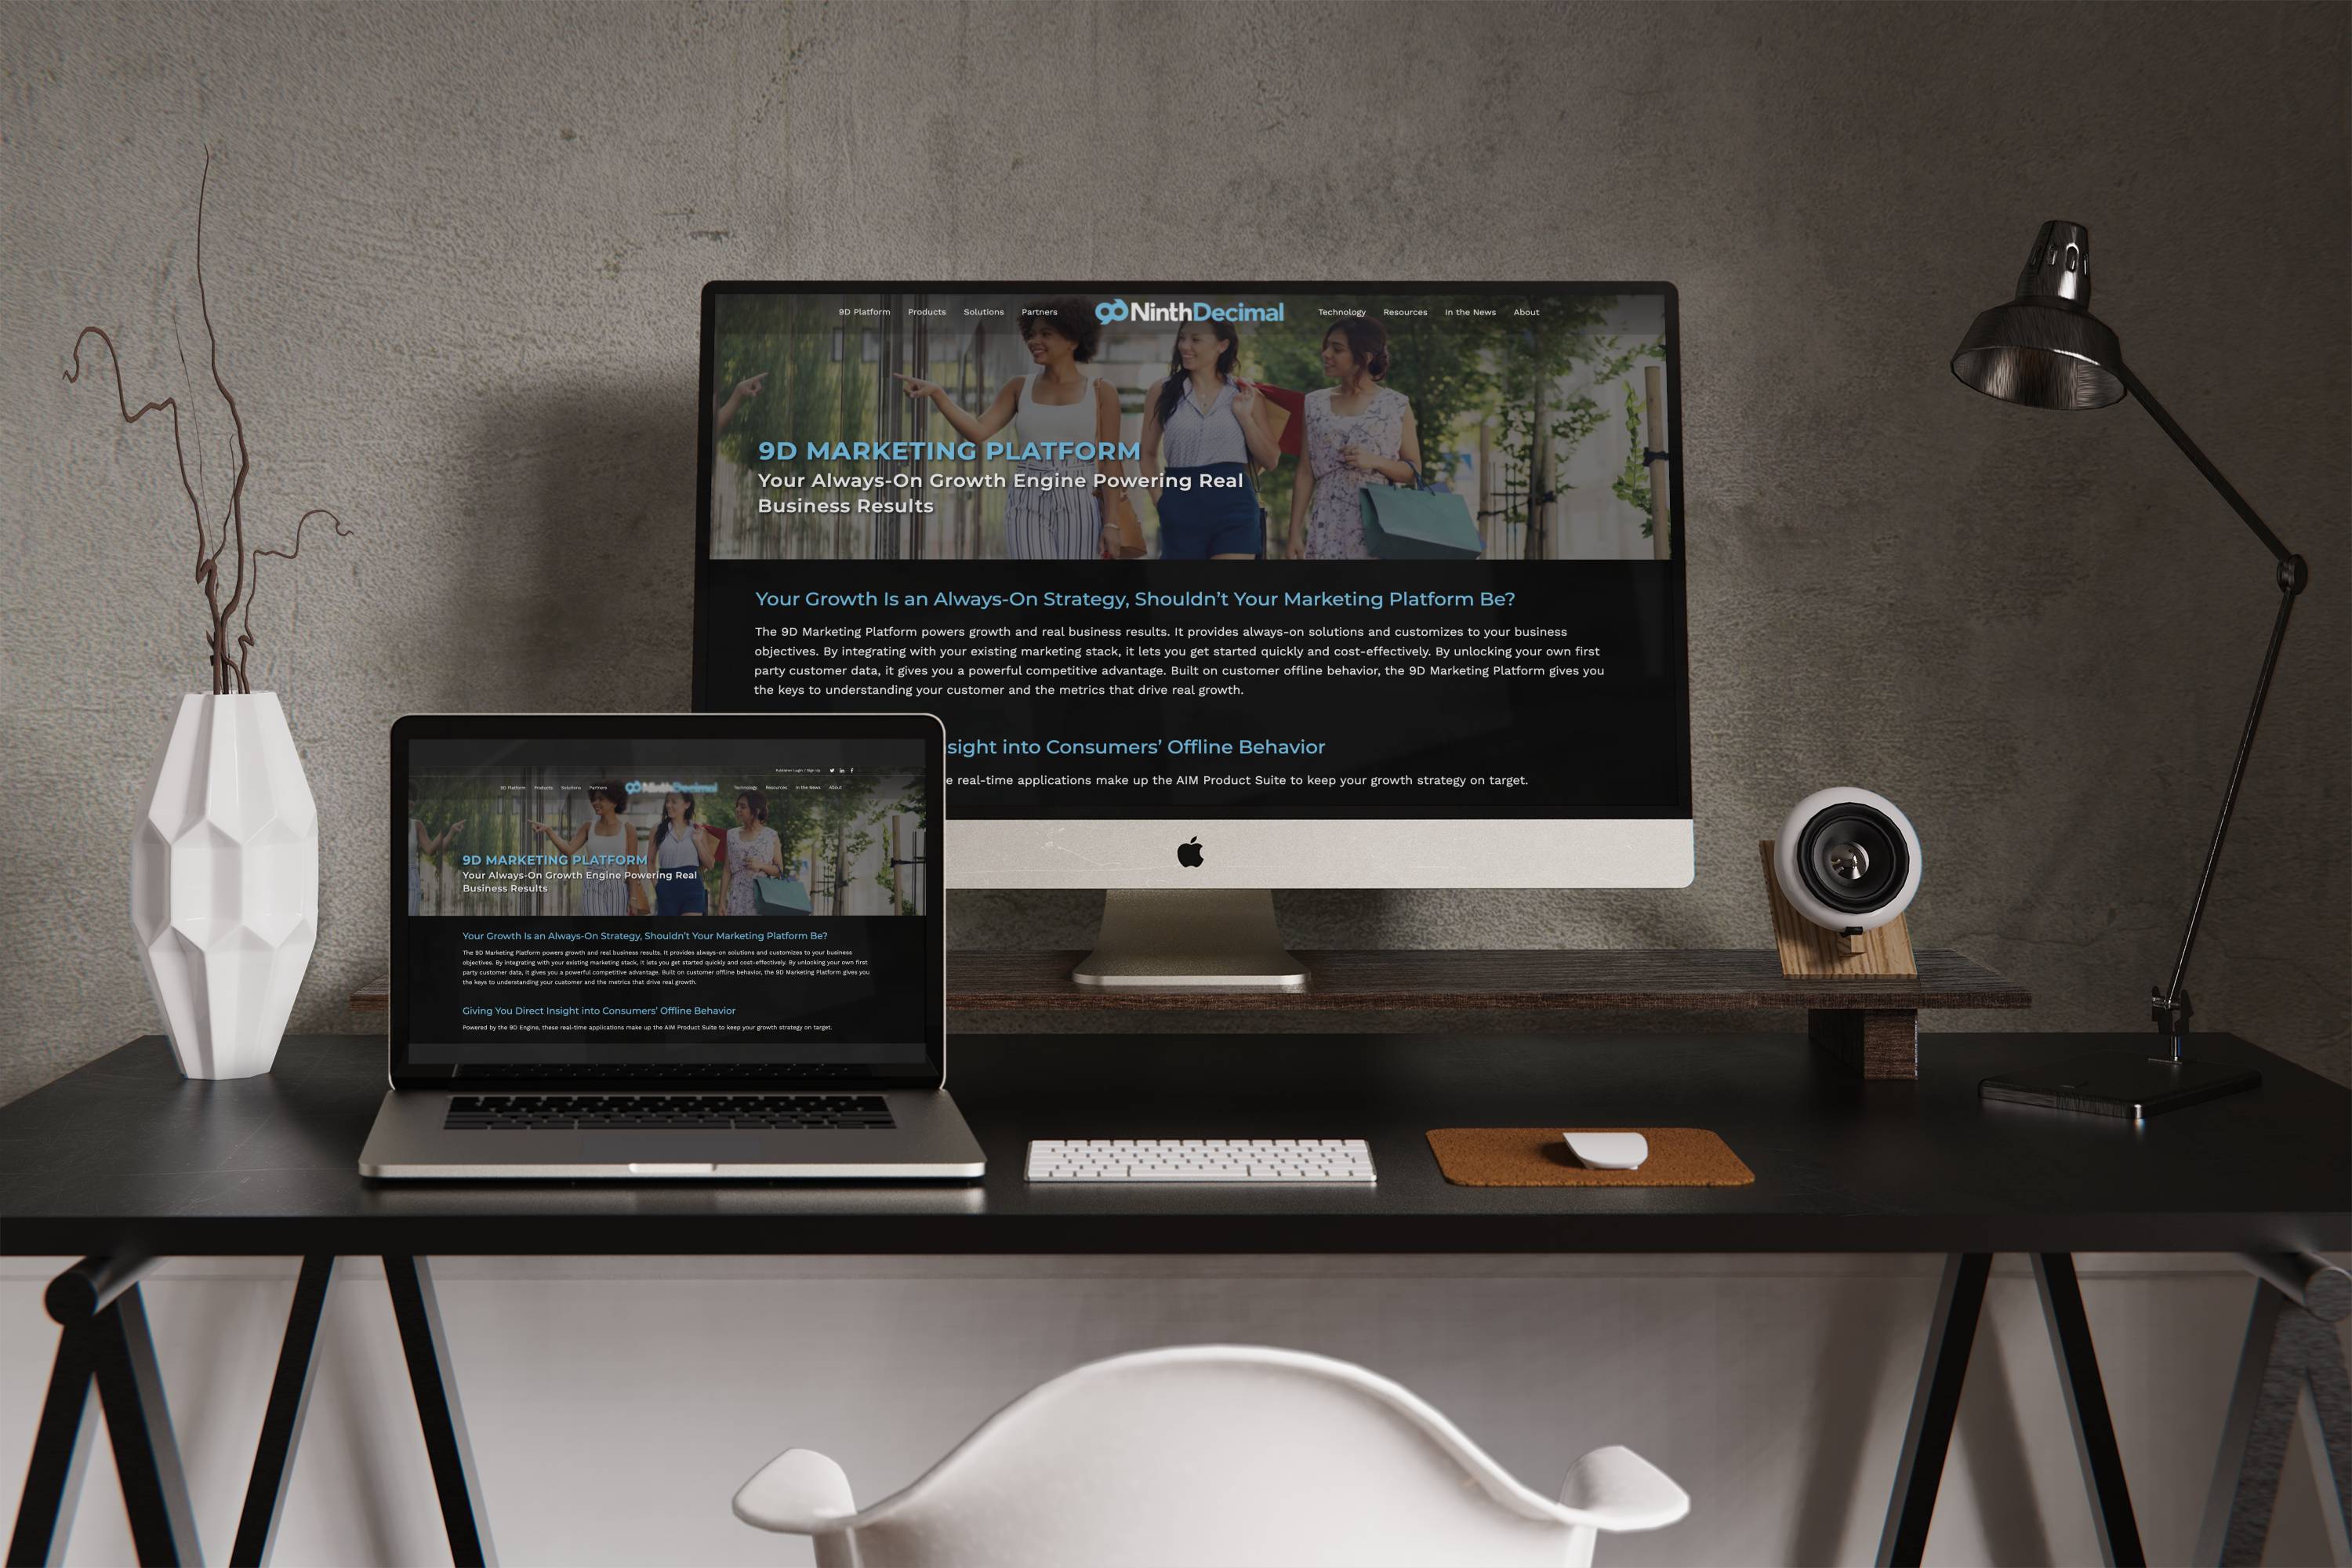 9D Platform Products Solutions Partners NinthDecimal Technology Resources In the News About
9D MARKETING PLATFORM
Your Always-On Growth Engine Powering Real
Business Results
Your Growth Is an Always-On Strategy, Shouldn't Your Marketing Platform Be?
The 9D Marketing Platform powers growth and real business results. It provides always-on solutions and customizes to your business
objectives. By integrating with your existing marketing stack, it lets you get started quickly and cost-effectively. By unlocking your own first
party customer data, it gives you a powerful competitive advantage. Built on customer offline behavior, the 9D Marketing Platform gives you
the keys to understanding your customer and the metrics that drive real growth.
sight into Consumers' Offline Behavior
e real-time applications make up the AIM Product Suite to keep your growth strategy on target.
Publisher Login / Sign Up
9D Platform Products Solutions Partners NinthDecimal Technology Resources In the News About
9D MARKETING PLATFORM
Your Always-On Growth Engine Powering Real
Business Results
Your Growth Is an Always-On Strategy, Shouldn't Your Marketing Platform Be?
The 9D Marketing Platform powers growth and real business results. It provides always-on solutions and customizes to your business
objectives. By integrating with your existing marketing stack, it lets you get started quickly and cost-effectively. By unlocking your own first
party customer data, it gives you a powerful competitive advantage. Built on customer offline behavior, the 9D Marketing Platform gives you
the keys to understanding your customer and the metrics that drive real growth.
Giving You Direct Insight into Consumers' Offline Behavior
Powered by the 9D Engine, these real-time applications make up the AIM Product Suite to keep your growth strategy on target.